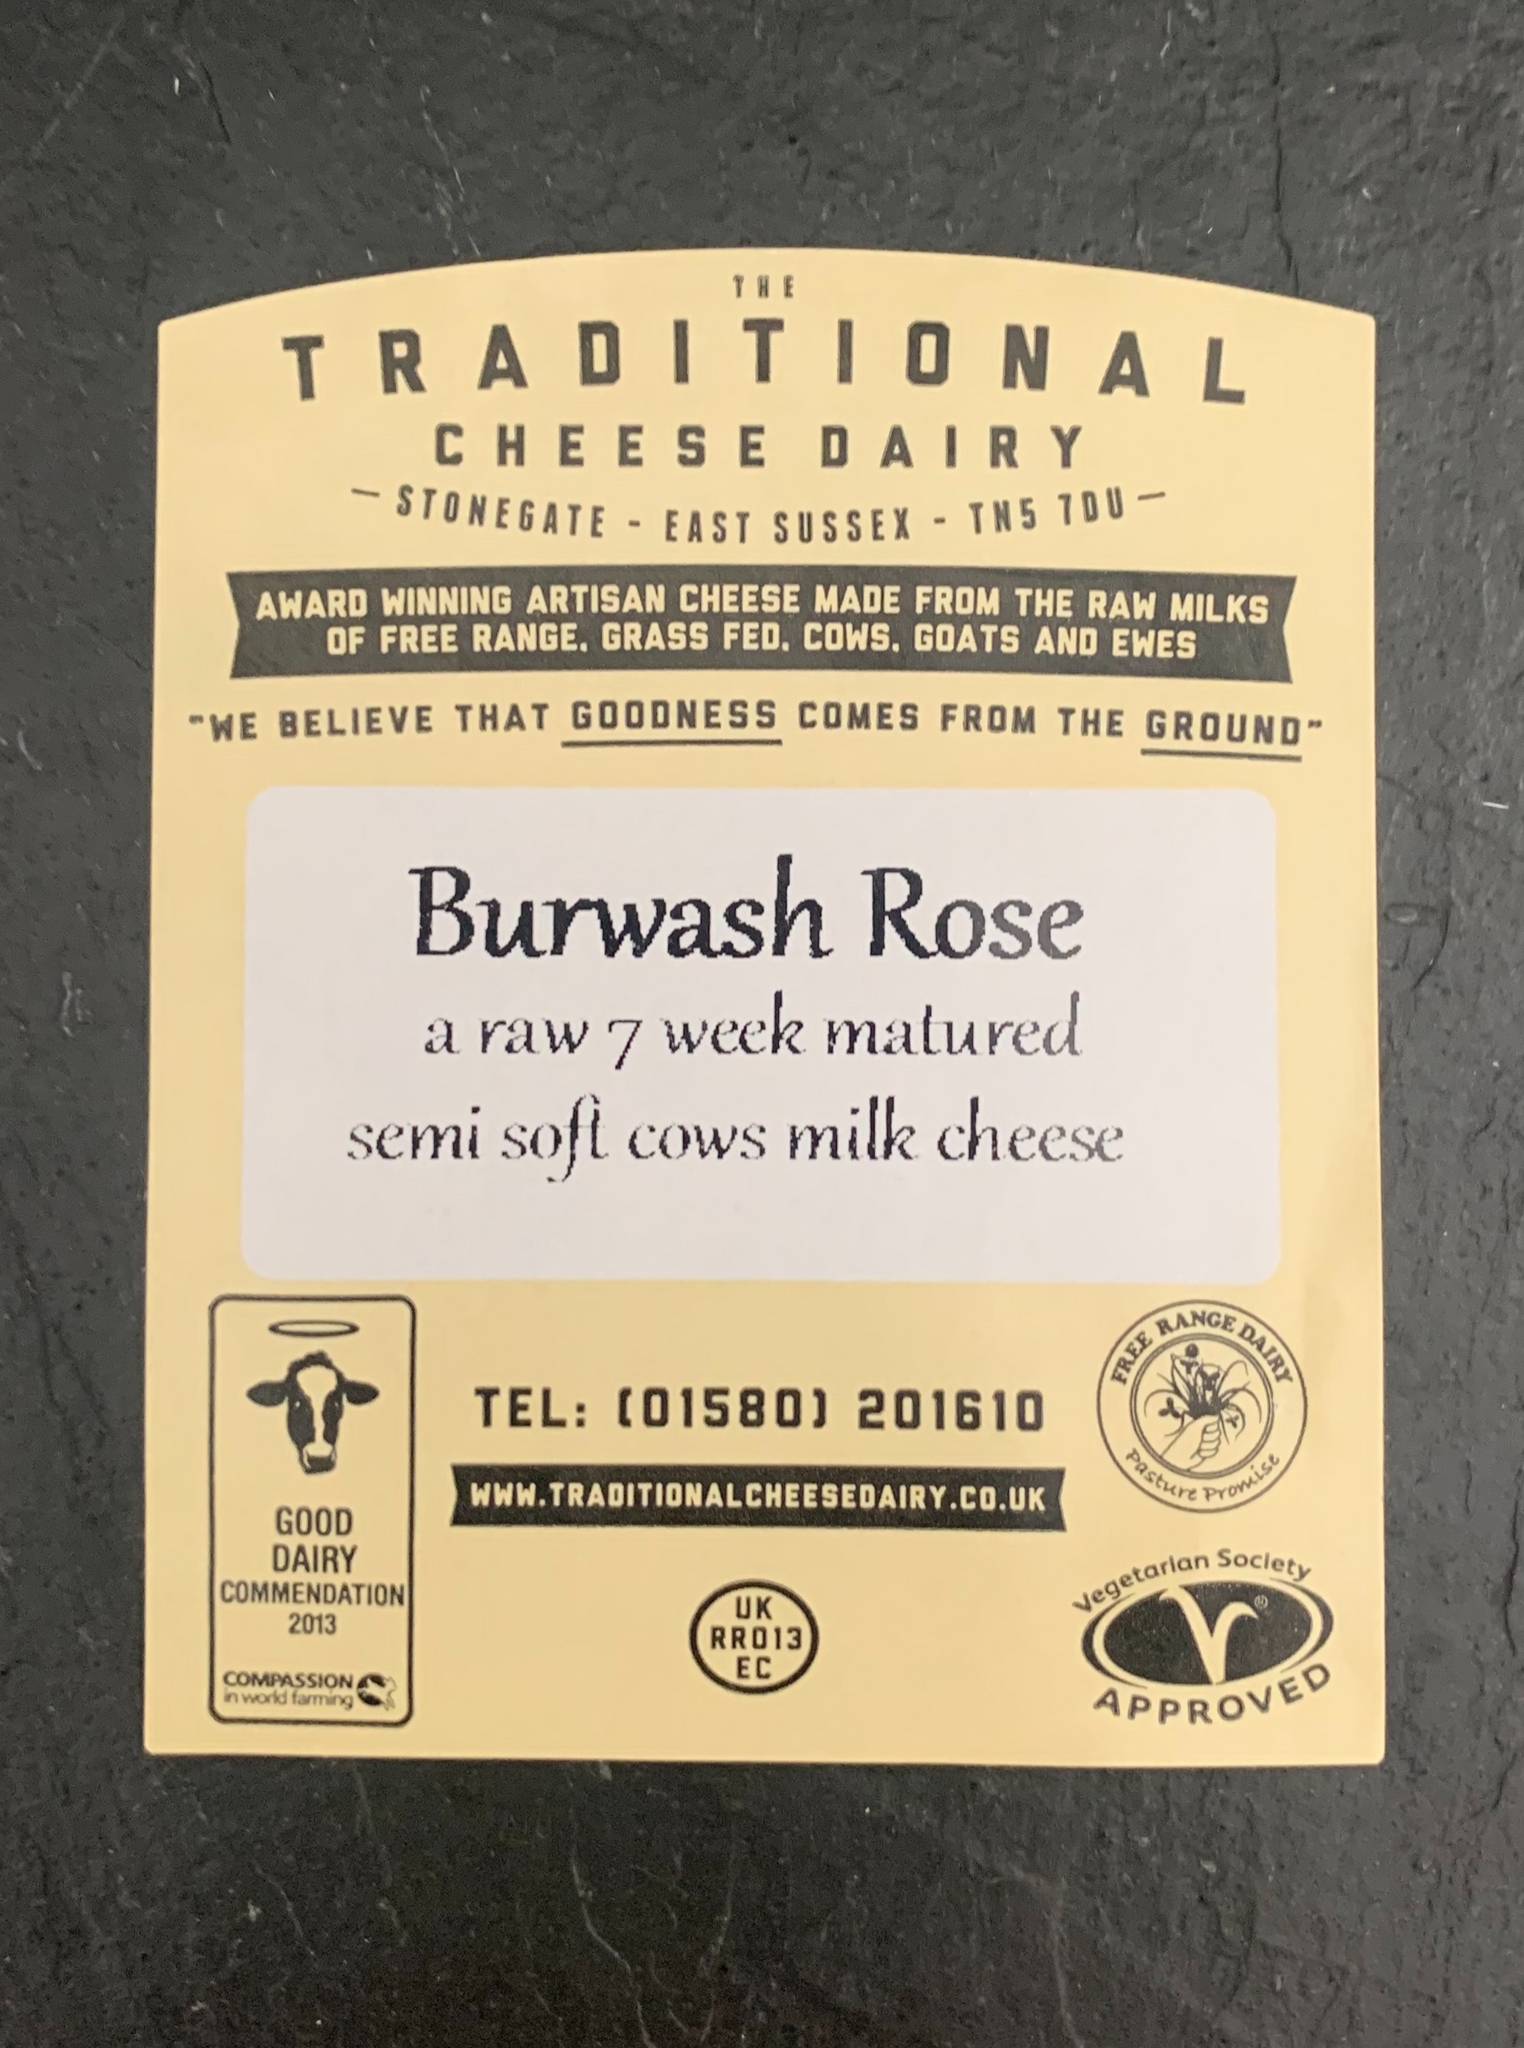 THE
TRADITIONAL
CHEESE DAIRY
- STONEGATE - EAST SUSSEX - TN5 7DU -
AWARD WINNING ARTISAN CHEESE MADE FROM THE RAW MILKS
OF FREE RANGE, GRASS FED, COWS, GOATS AND EWES
"WE BELIEVE THAT GOODNESS COMES FROM THE GROUND"
Burwash Rose
a raw 7 week matured
semi soft cows milk cheese
GOOD
DAIRY
COMMENDATION
2013
COMPASSION
in world farming
TEL: (01580) 201610
WWW.TRADITIONALCHEESEDAIRY.CO.UK
UK
RR013
EC
FREE RANGE DAIRY
Pasture Promise
Vegetarian Society
V®
APPROVED